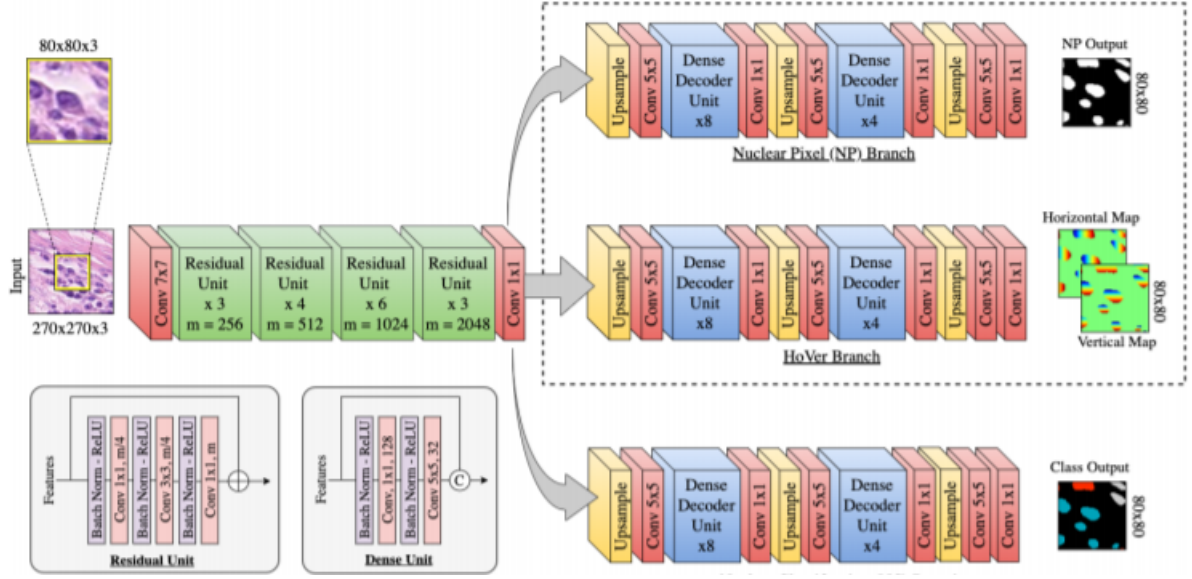 80x80x3
Input
270x270x3
Conv 7x7
Residual
Unit
x 3
m = 256
Residual
Unit
x 4
m = 512
Residual
Unit
x 6
m = 1024
Residual
Unit
x 3
m = 2048
Conv 1x1
Upsample
Conv 5x5
Dense
Decoder
Unit
x8
Conv 1x1
Upsample
Conv 5x5
Dense
Decoder
Unit
x4
Conv 1x1
Upsample
Conv 5x5
Conv 1x1
Nuclear Pixel (NP) Branch
NP Output
80x80
Upsample
Conv 5x5
Dense
Decoder
Unit
x8
Conv 1x1
Upsample
Conv 5x5
Dense
Decoder
Unit
x4
Conv 1x1
Upsample
Conv 5x5
Conv 1x1
HoVer Branch
Horizontal Map
80x80
Vertical Map
Features
Batch Norm - ReLU
Conv 1x1, m/4
Batch Norm - ReLU
Conv 3x3, m/4
Batch Norm - ReLU
Conv 1x1, m
Residual Unit
Features
Batch Norm - ReLU
Conv, 1x1, 128
Batch Norm - ReLU
Conv 5x5, 32
C
Dense Unit
Upsample
Conv 5x5
Dense
Decoder
Unit
x8
Conv 1x1
Upsample
Conv 5x5
Dense
Decoder
Unit
x4
Conv 1x1
Upsample
Conv 5x5
Conv 1x1
Class Output
80x80